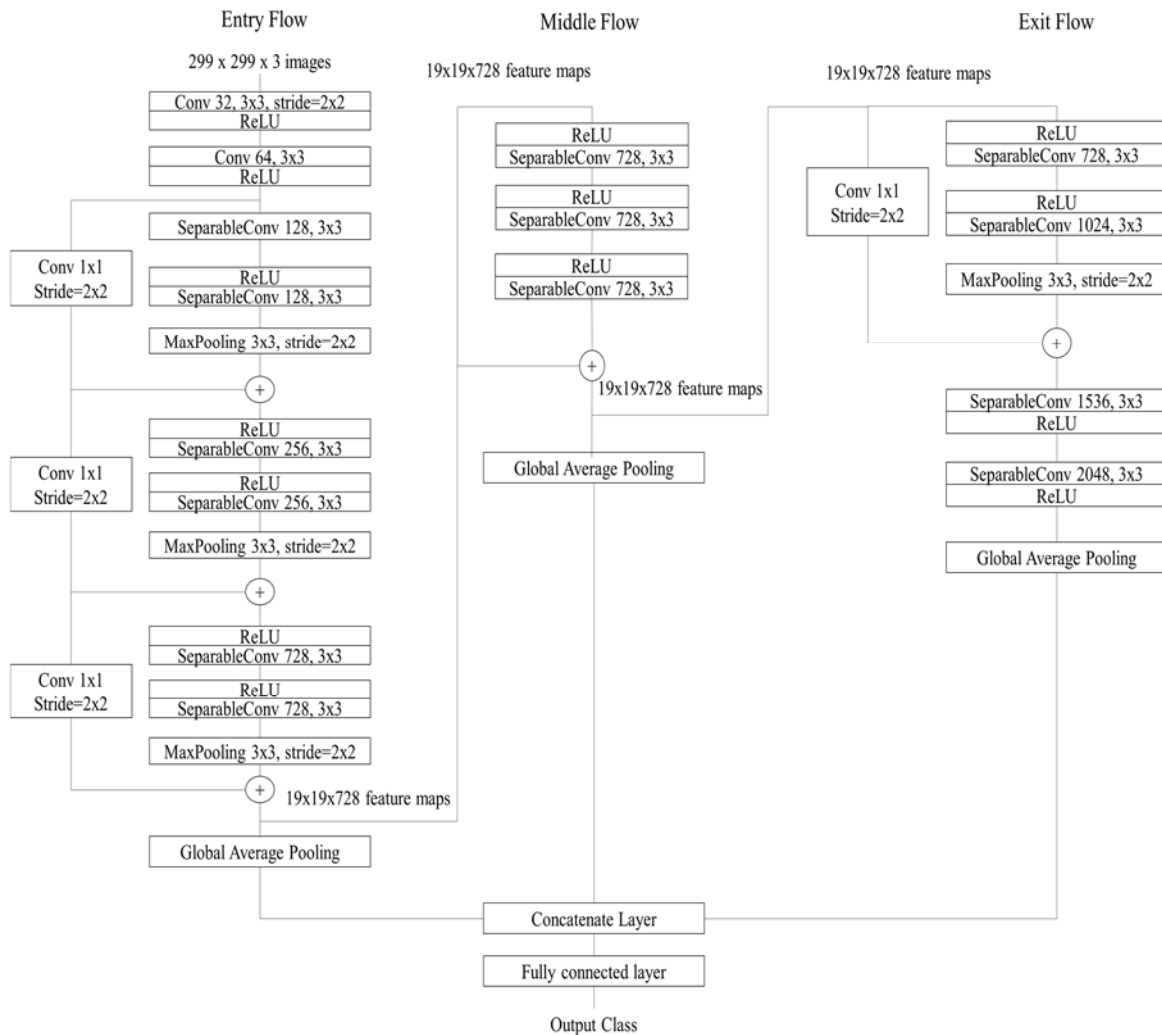 Entry Flow
299 x 299 x 3 images
Conv 32, 3x3, stride=2x2
ReLU
Conv 64, 3x3
ReLU
SeparableConv 128, 3x3
Conv 1x1
Stride=2x2
ReLU
SeparableConv 128, 3x3
MaxPooling 3x3, stride=2x2
+
ReLU
SeparableConv 256, 3x3
Conv 1x1
Stride=2x2
ReLU
SeparableConv 256, 3x3
MaxPooling 3x3, stride=2x2
+
ReLU
SeparableConv 728, 3x3
Conv 1x1
Stride=2x2
ReLU
SeparableConv 728, 3x3
MaxPooling 3x3, stride=2x2
+
19x19x728 feature maps
Global Average Pooling
Middle Flow
19x19x728 feature maps
ReLU
SeparableConv 728, 3x3
ReLU
SeparableConv 728, 3x3
ReLU
SeparableConv 728, 3x3
+
19x19x728 feature maps
Global Average Pooling
Exit Flow
19x19x728 feature maps
ReLU
SeparableConv 728, 3x3
Conv 1x1
Stride=2x2
ReLU
SeparableConv 1024, 3x3
MaxPooling 3x3, stride=2x2
+
SeparableConv 1536, 3x3
ReLU
SeparableConv 2048, 3x3
ReLU
Global Average Pooling
Concatenate Layer
Fully connected layer
Output Class